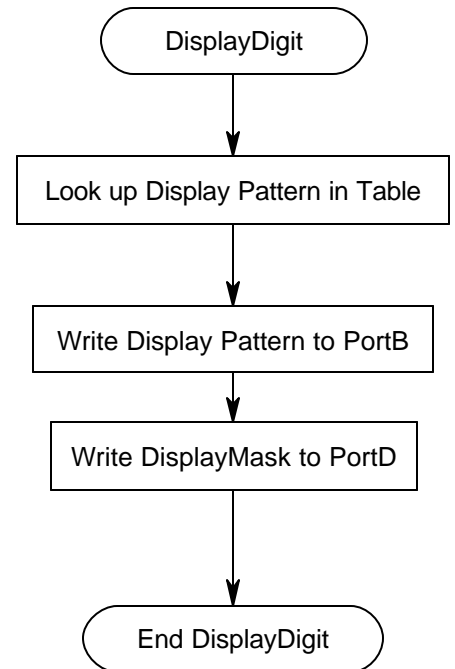 DisplayDigit
Look up Display Pattern in Table
Write Display Pattern to PortB
Write DisplayMask to PortD
End DisplayDigit